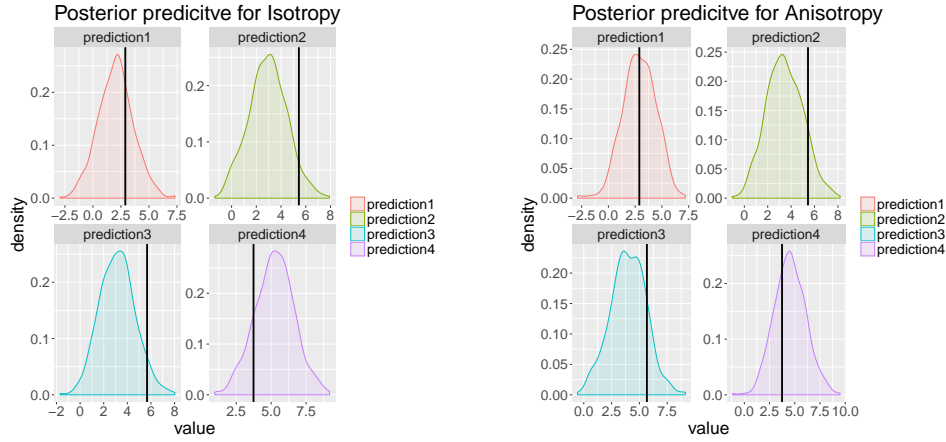 Posterior predicitve for Isotropy
prediction1 prediction2
0.2
0.1
0.0
−2.5 0.0 2.5 5.0 7.5
0.2
0.1
0.0
0 2 4 6 8
prediction3 prediction4
0.2
0.1
0.0
−2 0 2 4 6 8
0.2
0.1
0.0
2.5 5.0 7.5
density
value
prediction1
prediction2
prediction3
prediction4
Posterior predicitve for Anisotropy
prediction1 prediction2
0.25
0.20
0.15
0.10
0.05
0.00
−2.5 0.0 2.5 5.0 7.5
0.25
0.20
0.15
0.10
0.05
0.00
0 2 4 6 8
prediction3 prediction4
0.20
0.15
0.10
0.05
0.00
0.0 2.5 5.0 7.5
0.2
0.1
0.0
0.0 2.5 5.0 7.5 10.0
density
value
prediction1
prediction2
prediction3
prediction4